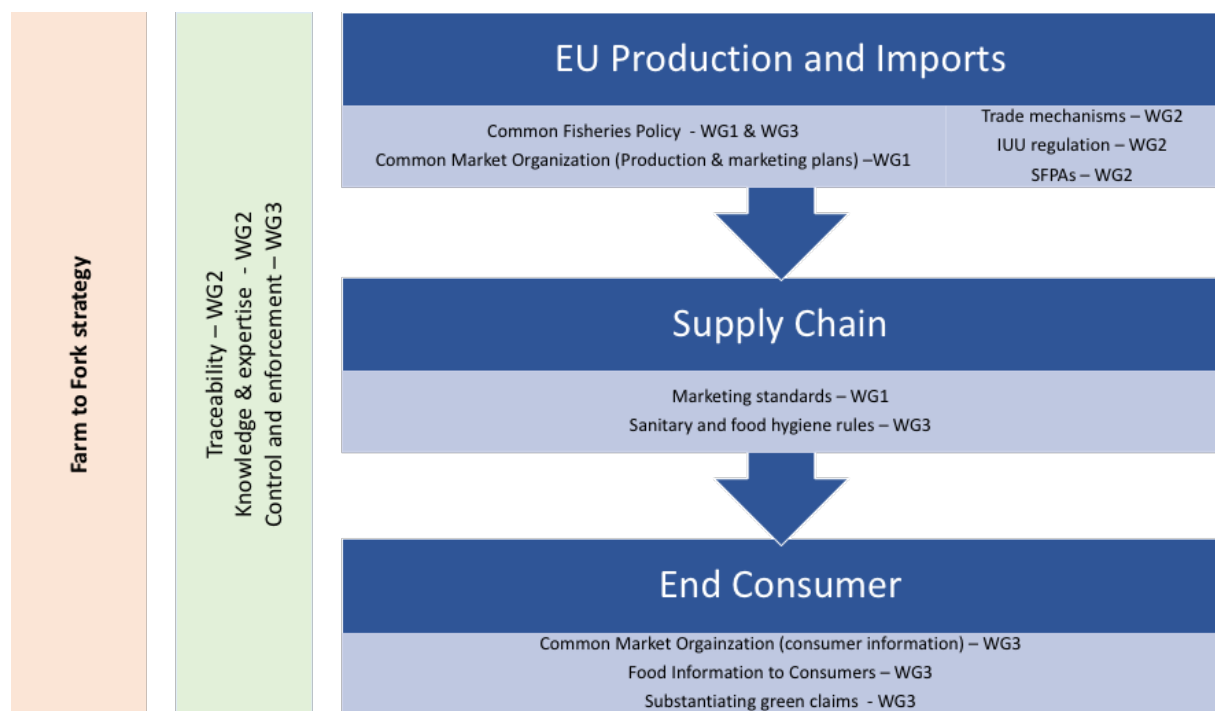 Farm to Fork strategy
Traceability – WG2
Knowledge & expertise  - WG2
Control and enforcement – WG3
EU Production and Imports
Common Fisheries Policy  - WG1 & WG3
Common Market Organization (Production & marketing plans) –WG1
Trade mechanisms – WG2
IUU regulation – WG2
SFPAs – WG2
Supply Chain
Marketing standards – WG1
Sanitary and food hygiene rules – WG3
End Consumer
Common Market Orgainzation (consumer information) – WG3
Food Information to Consumers – WG3
Substantiating green claims  - WG3